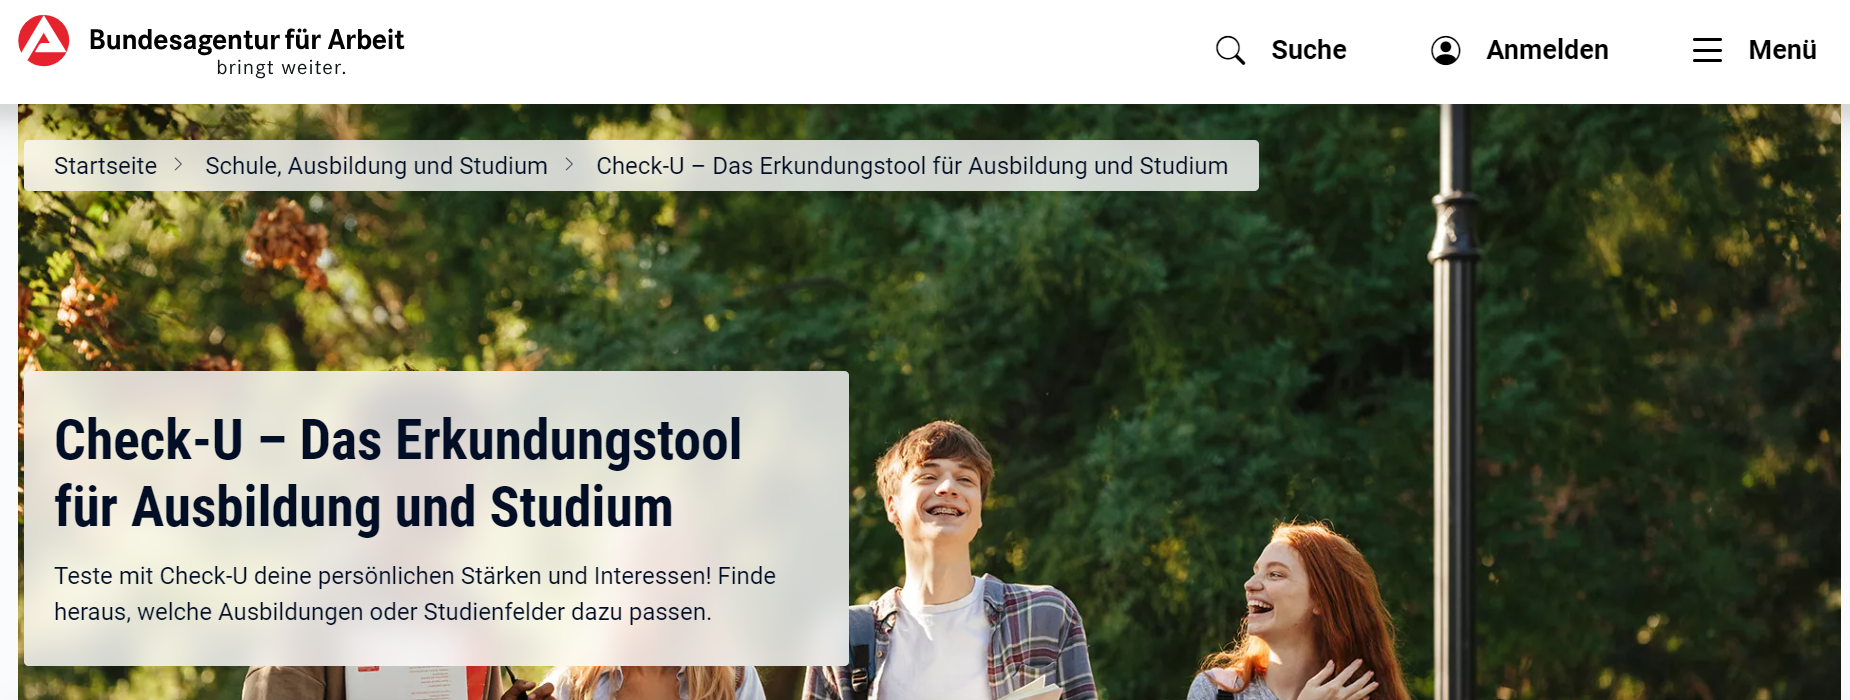 Bundesagentur für Arbeit
bringt weiter.
Suche
Anmelden
Menü
Startseite
Schule, Ausbildung und Studium
Check-U – Das Erkundungstool für Ausbildung und Studium
Check-U – Das Erkundungstool
für Ausbildung und Studium
Teste mit Check-U deine persönlichen Stärken und Interessen! Finde
heraus, welche Ausbildungen oder Studienfelder dazu passen.